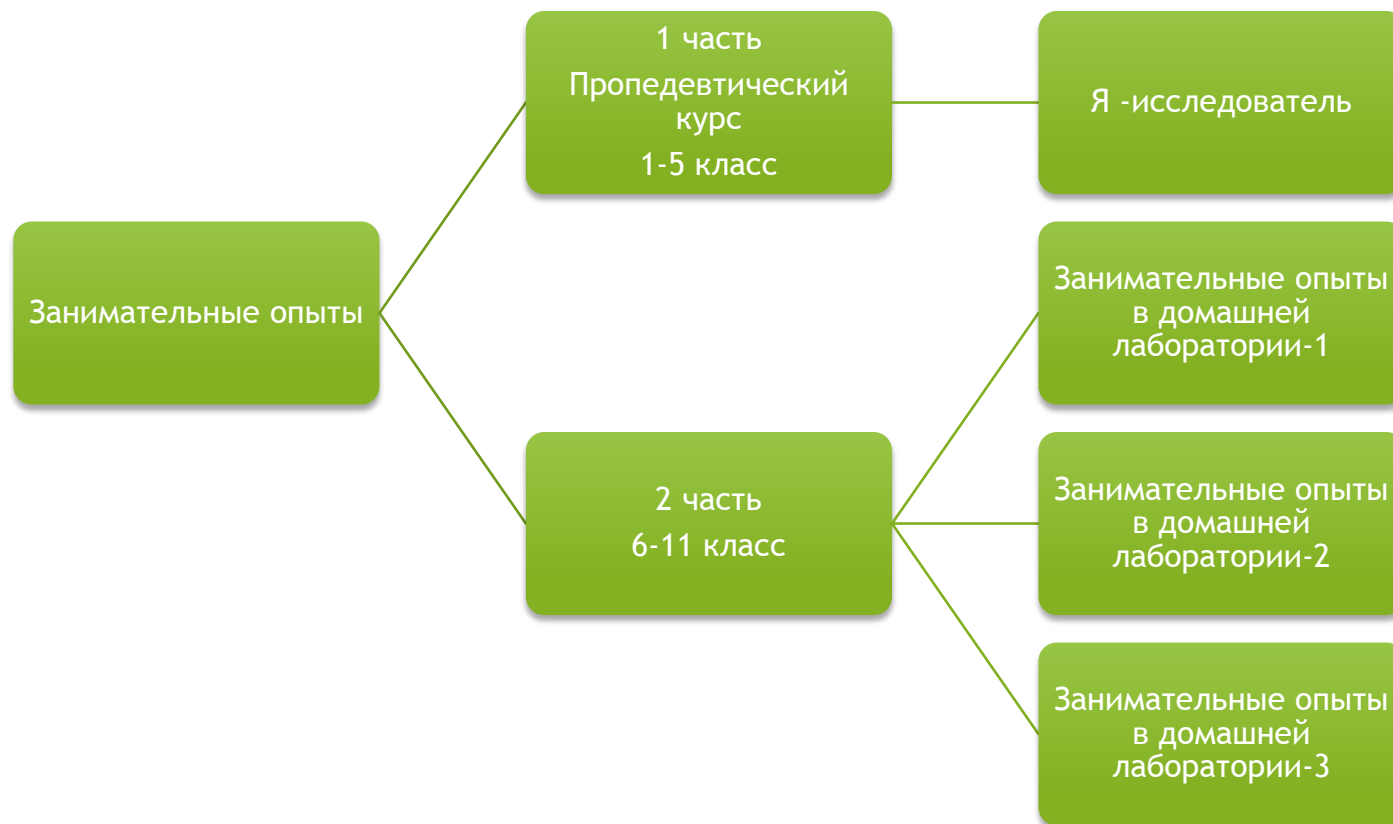 Занимательные опыты
1 часть
Пропедевтический
курс
1-5 класс
Я -исследователь
2 часть
6-11 класс
Занимательные опыты
в домашней
лаборатории-1
Занимательные опыты
в домашней
лаборатории-2
Занимательные опыты
в домашней
лаборатории-3